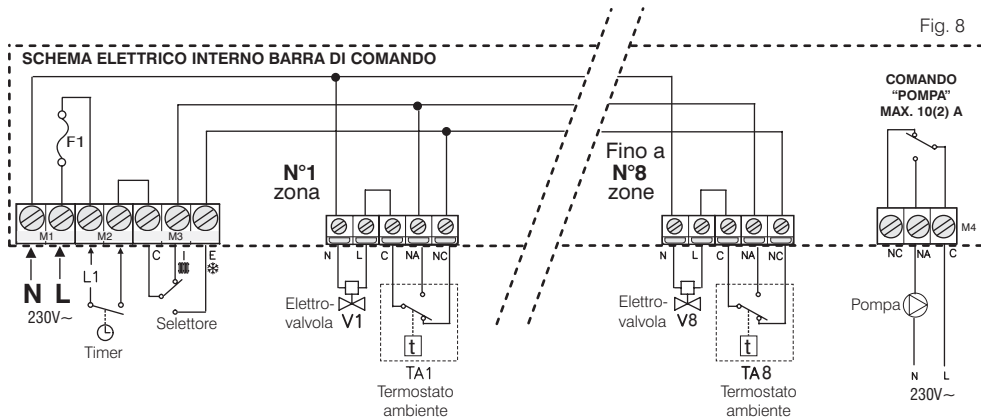 Fig. 8
SCHEMA ELETTRICO INTERNO BARRA DI COMANDO
COMANDO
“POMPA”
MAX. 10(2) A
F1
N°1
zona
Fino a
N°8
zone
M1 M2 M3
M4
N L C NA NC
N L C NA NC
NC NA C
C I E
L1
N L
230V~
Timer
Selettore
Elettro-
valvola V1
TA1
Termostato
ambiente
t
Elettro-
valvola V8
TA8
Termostato
ambiente
t
Pompa
N L
230V~